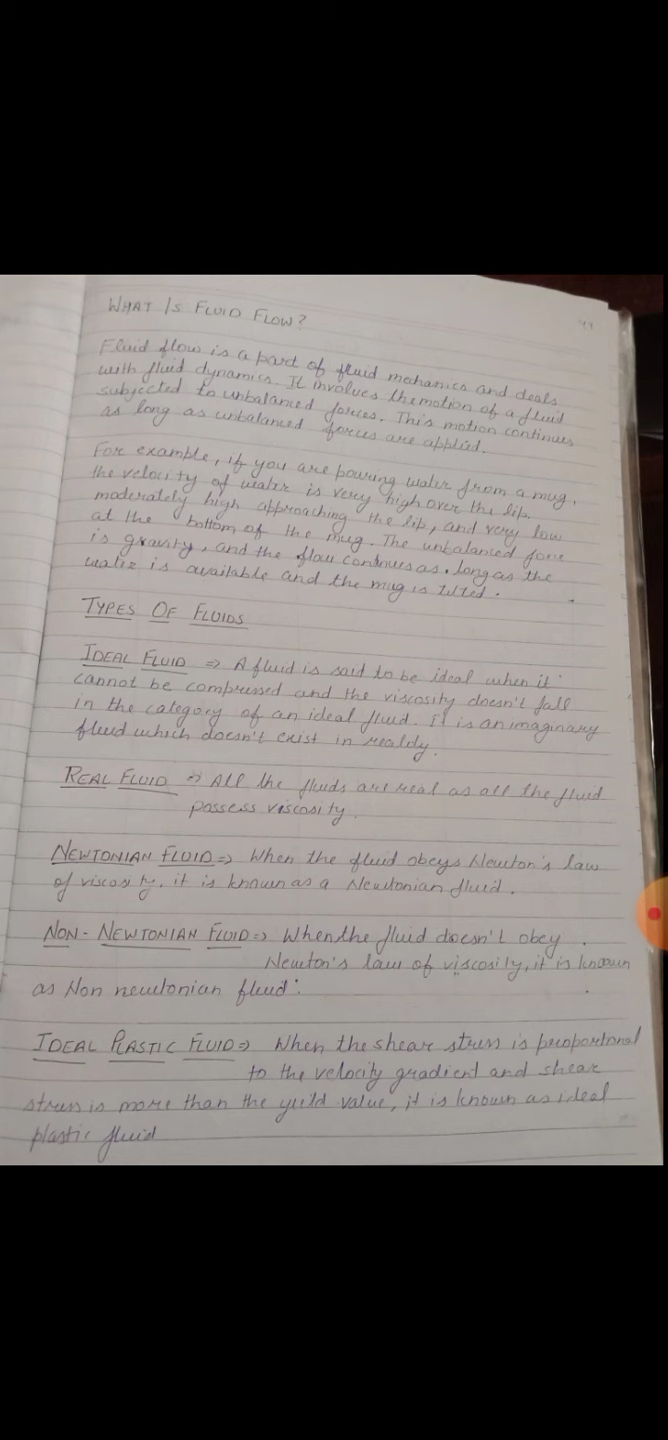 WHAT IS FLUID FLOW?
Fluid flow is a part of fluid mechanics and deals
with fluid dynamics. It involves the motion of a fluid
subjected to unbalanced forces. This motion continues
as long as unbalanced forces are applied.
For example, if you are pouring water from a mug,
the velocity of water is very high over the lip,
moderately high approaching the lip, and very low
at the bottom of the mug. The unbalanced force
is gravity, and the flow continues as long as the
water is available and the mug is tilted.
TYPES OF FLUIDS
IDEAL FLUID ⇒ A fluid is said to be ideal when it
cannot be compressed and the viscosity doesn't fall
in the category of an ideal fluid. It is an imaginary
fluid which doesn't exist in reality.
REAL FLUID ⇒ All the fluids are real as all the fluid
possess viscosity.
NEWTONIAN FLUID ⇒ When the fluid obeys Newton's law
of viscosity, it is known as a Newtonian fluid.
NON-NEWTONIAN FLUID ⇒ When the fluid doesn't obey
Newton's law of viscosity, it is known
as Non newtonian fluid.
IDEAL PLASTIC FLUID ⇒ When the shear stress is proportional
to the velocity gradient and shear
stress is more than the yield value, it is known as ideal
plastic fluid